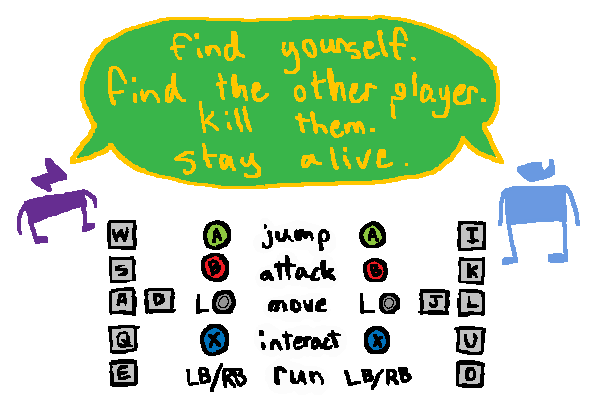 find yourself.
find the other player.
kill them.
stay alive.
W A jump A I
S B attack B K
A D L move L J L
Q X interact X U
E LB/RB run LB/RB O